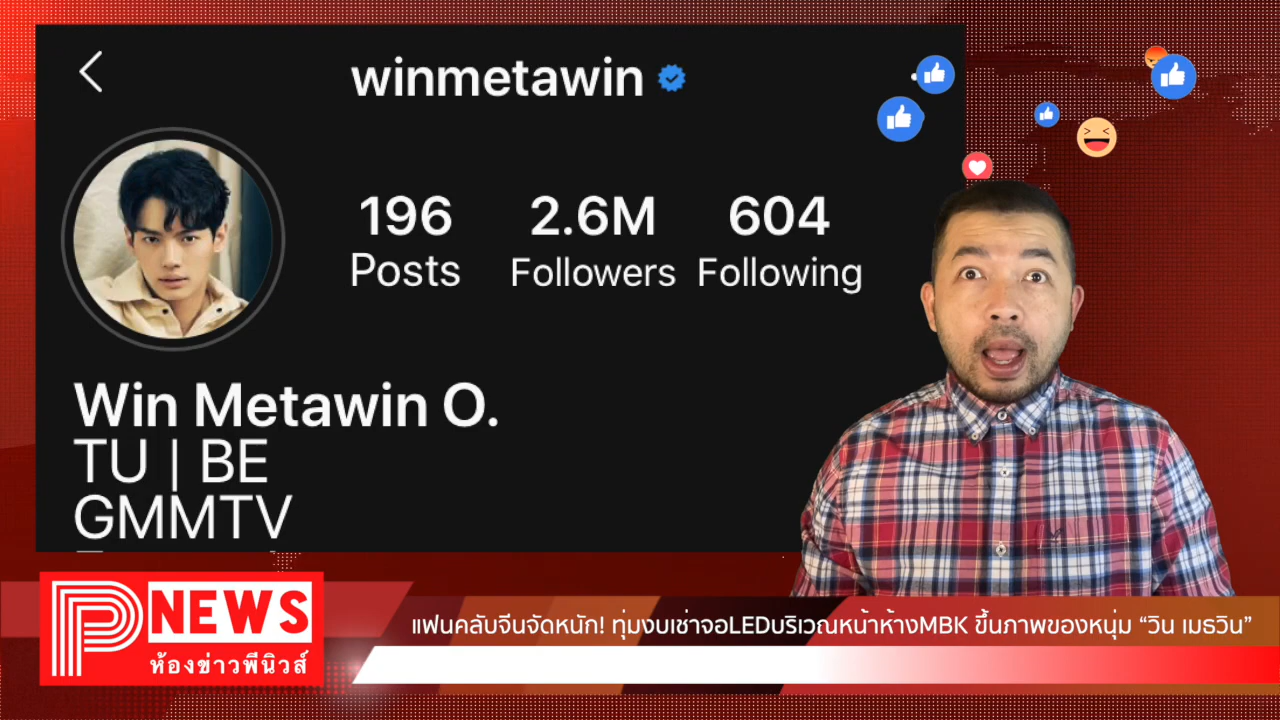 winmetawin
196 2.6M 604
Posts Followers Following
Win Metawin O.
TU | BE
GMMTV
P NEWS
ห้องข่าวพีนิวส์
แฟนคลับจีนจัดหนัก! ทุ่มงบเช่าจอLEDบริเวณหน้าห้างMBK ขึ้นภาพของหนุ่ม “วิน เมธวิน”